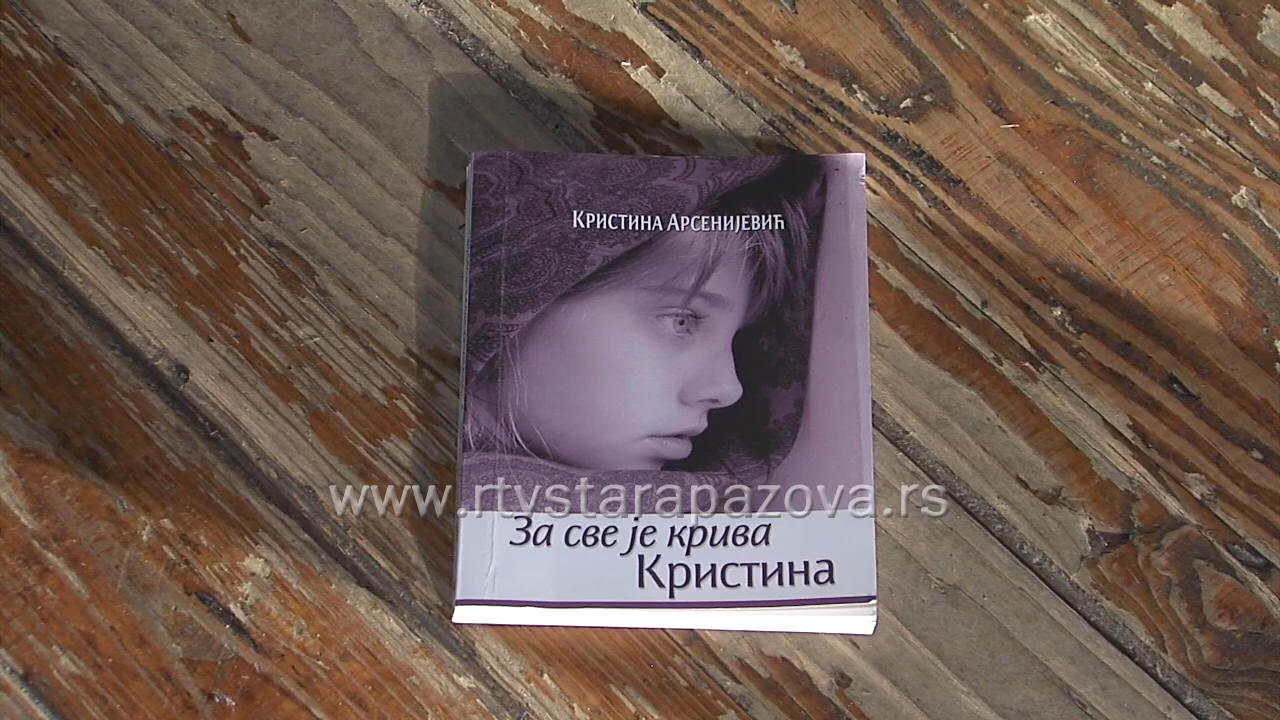 Кристина Арсенијевић
www.rtvstarapazova.rs
За све је крива
Кристина